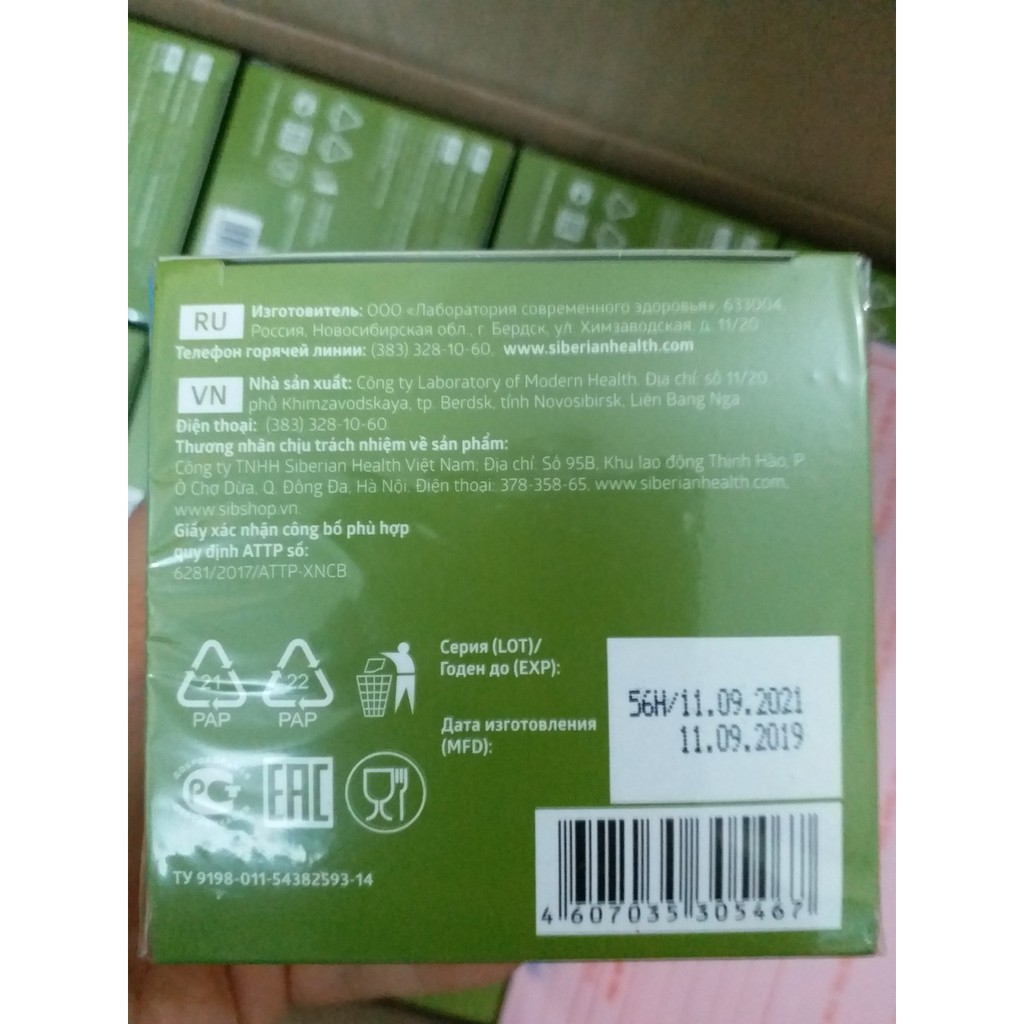 RU Изготовитель: ООО «Лаборатория современного здоровья», 633004,
Россия, Новосибирская обл., г. Бердск, ул. Химзаводская, д. 11/20
Телефон горячей линии: (383) 328-10-60, www.siberianhealth.com
VN Nhà sản xuất: Công ty Laboratory of Modern Health. Địa chỉ: số 11/20,
phố Khimzavodskaya, tp. Berdsk, tỉnh Novosibirsk, Liên Bang Nga
Điện thoại: (383) 328-10-60
Thương nhân chịu trách nhiệm về sản phẩm:
Công ty TNHH Siberian Health Việt Nam. Địa chỉ: Số 95B, Khu lao động Thịnh Hào, P.
Ô Chợ Dừa, Q. Đống Đa, Hà Nội. Điện thoại: 378-358-65, www.siberianhealth.com,
www.sibshop.vn.
Giấy xác nhận công bố phù hợp
quy định ATTP số:
6281/2017/ATTP-XNCB
21 22
PAP PAP
Серия (LOT)/
Годен до (EXP):
56H/11.09.2021
Дата изготовления
(MFD):
11.09.2019
РСТ EAC
ТУ 9198-011-54382593-14
4 607035 305467